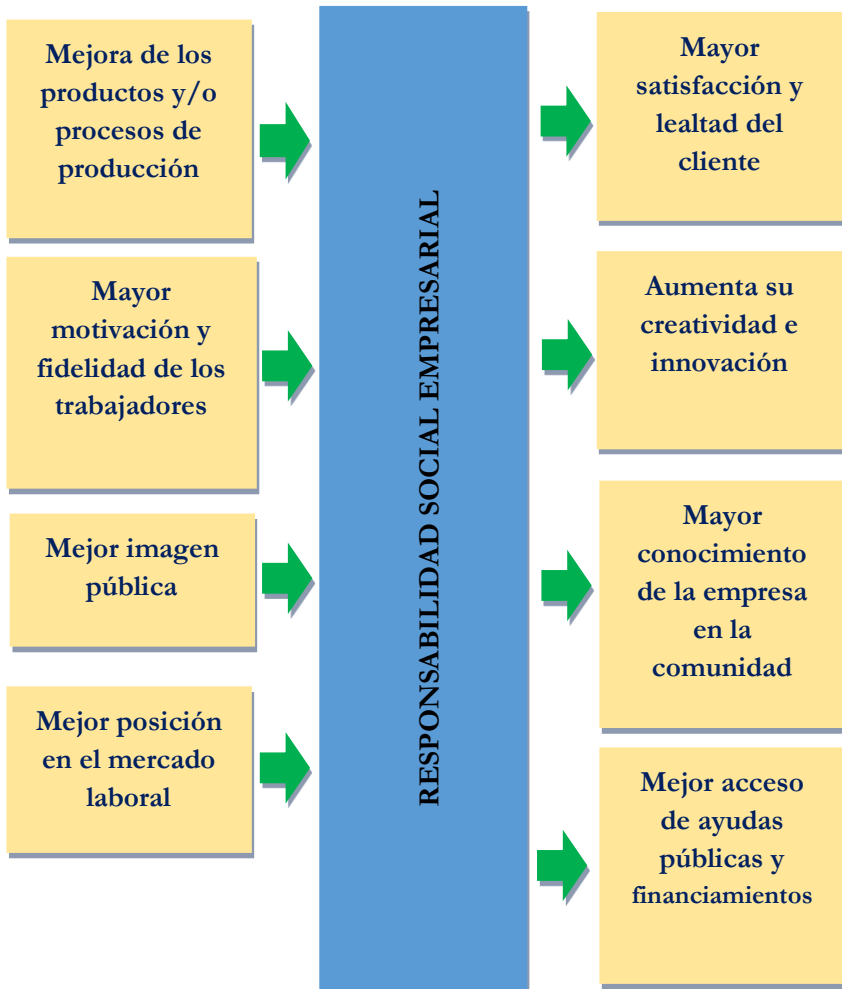 Mejora de los
productos y/o
procesos de
producción
Mayor
motivación y
fidelidad de los
trabajadores
Mejor imagen
pública
Mejor posición
en el mercado
laboral
RESPONSABILIDAD SOCIAL EMPRESARIAL
Mayor
satisfacción y
lealtad del
cliente
Aumenta su
creatividad e
innovación
Mayor
conocimiento
de la empresa
en la
comunidad
Mejor acceso
de ayudas
públicas y
financiamientos